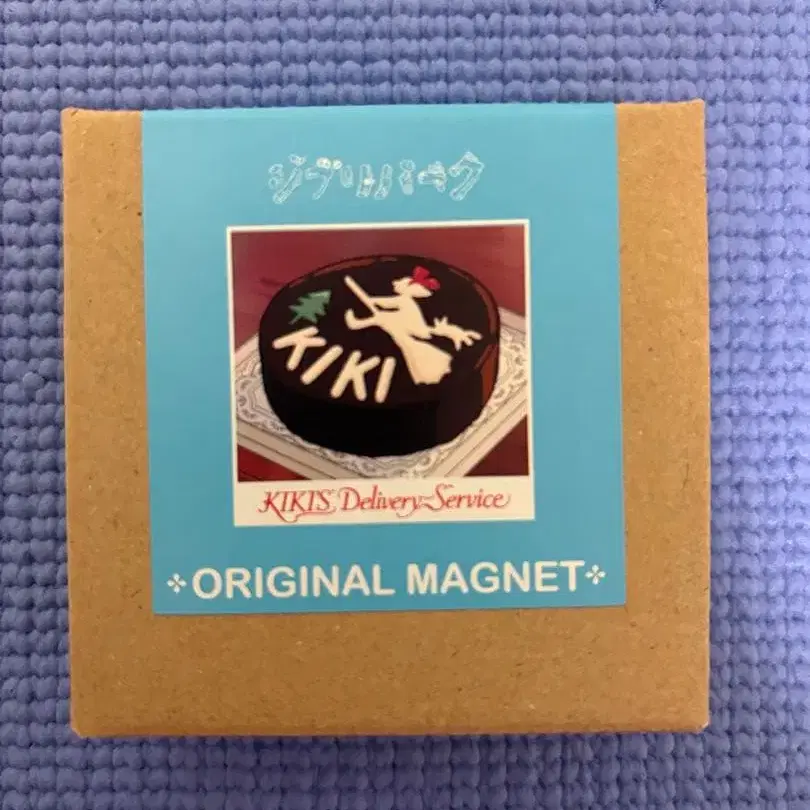 ジブリパーク
KIKI
KIKI'S Delivery Service
ORIGINAL MAGNET